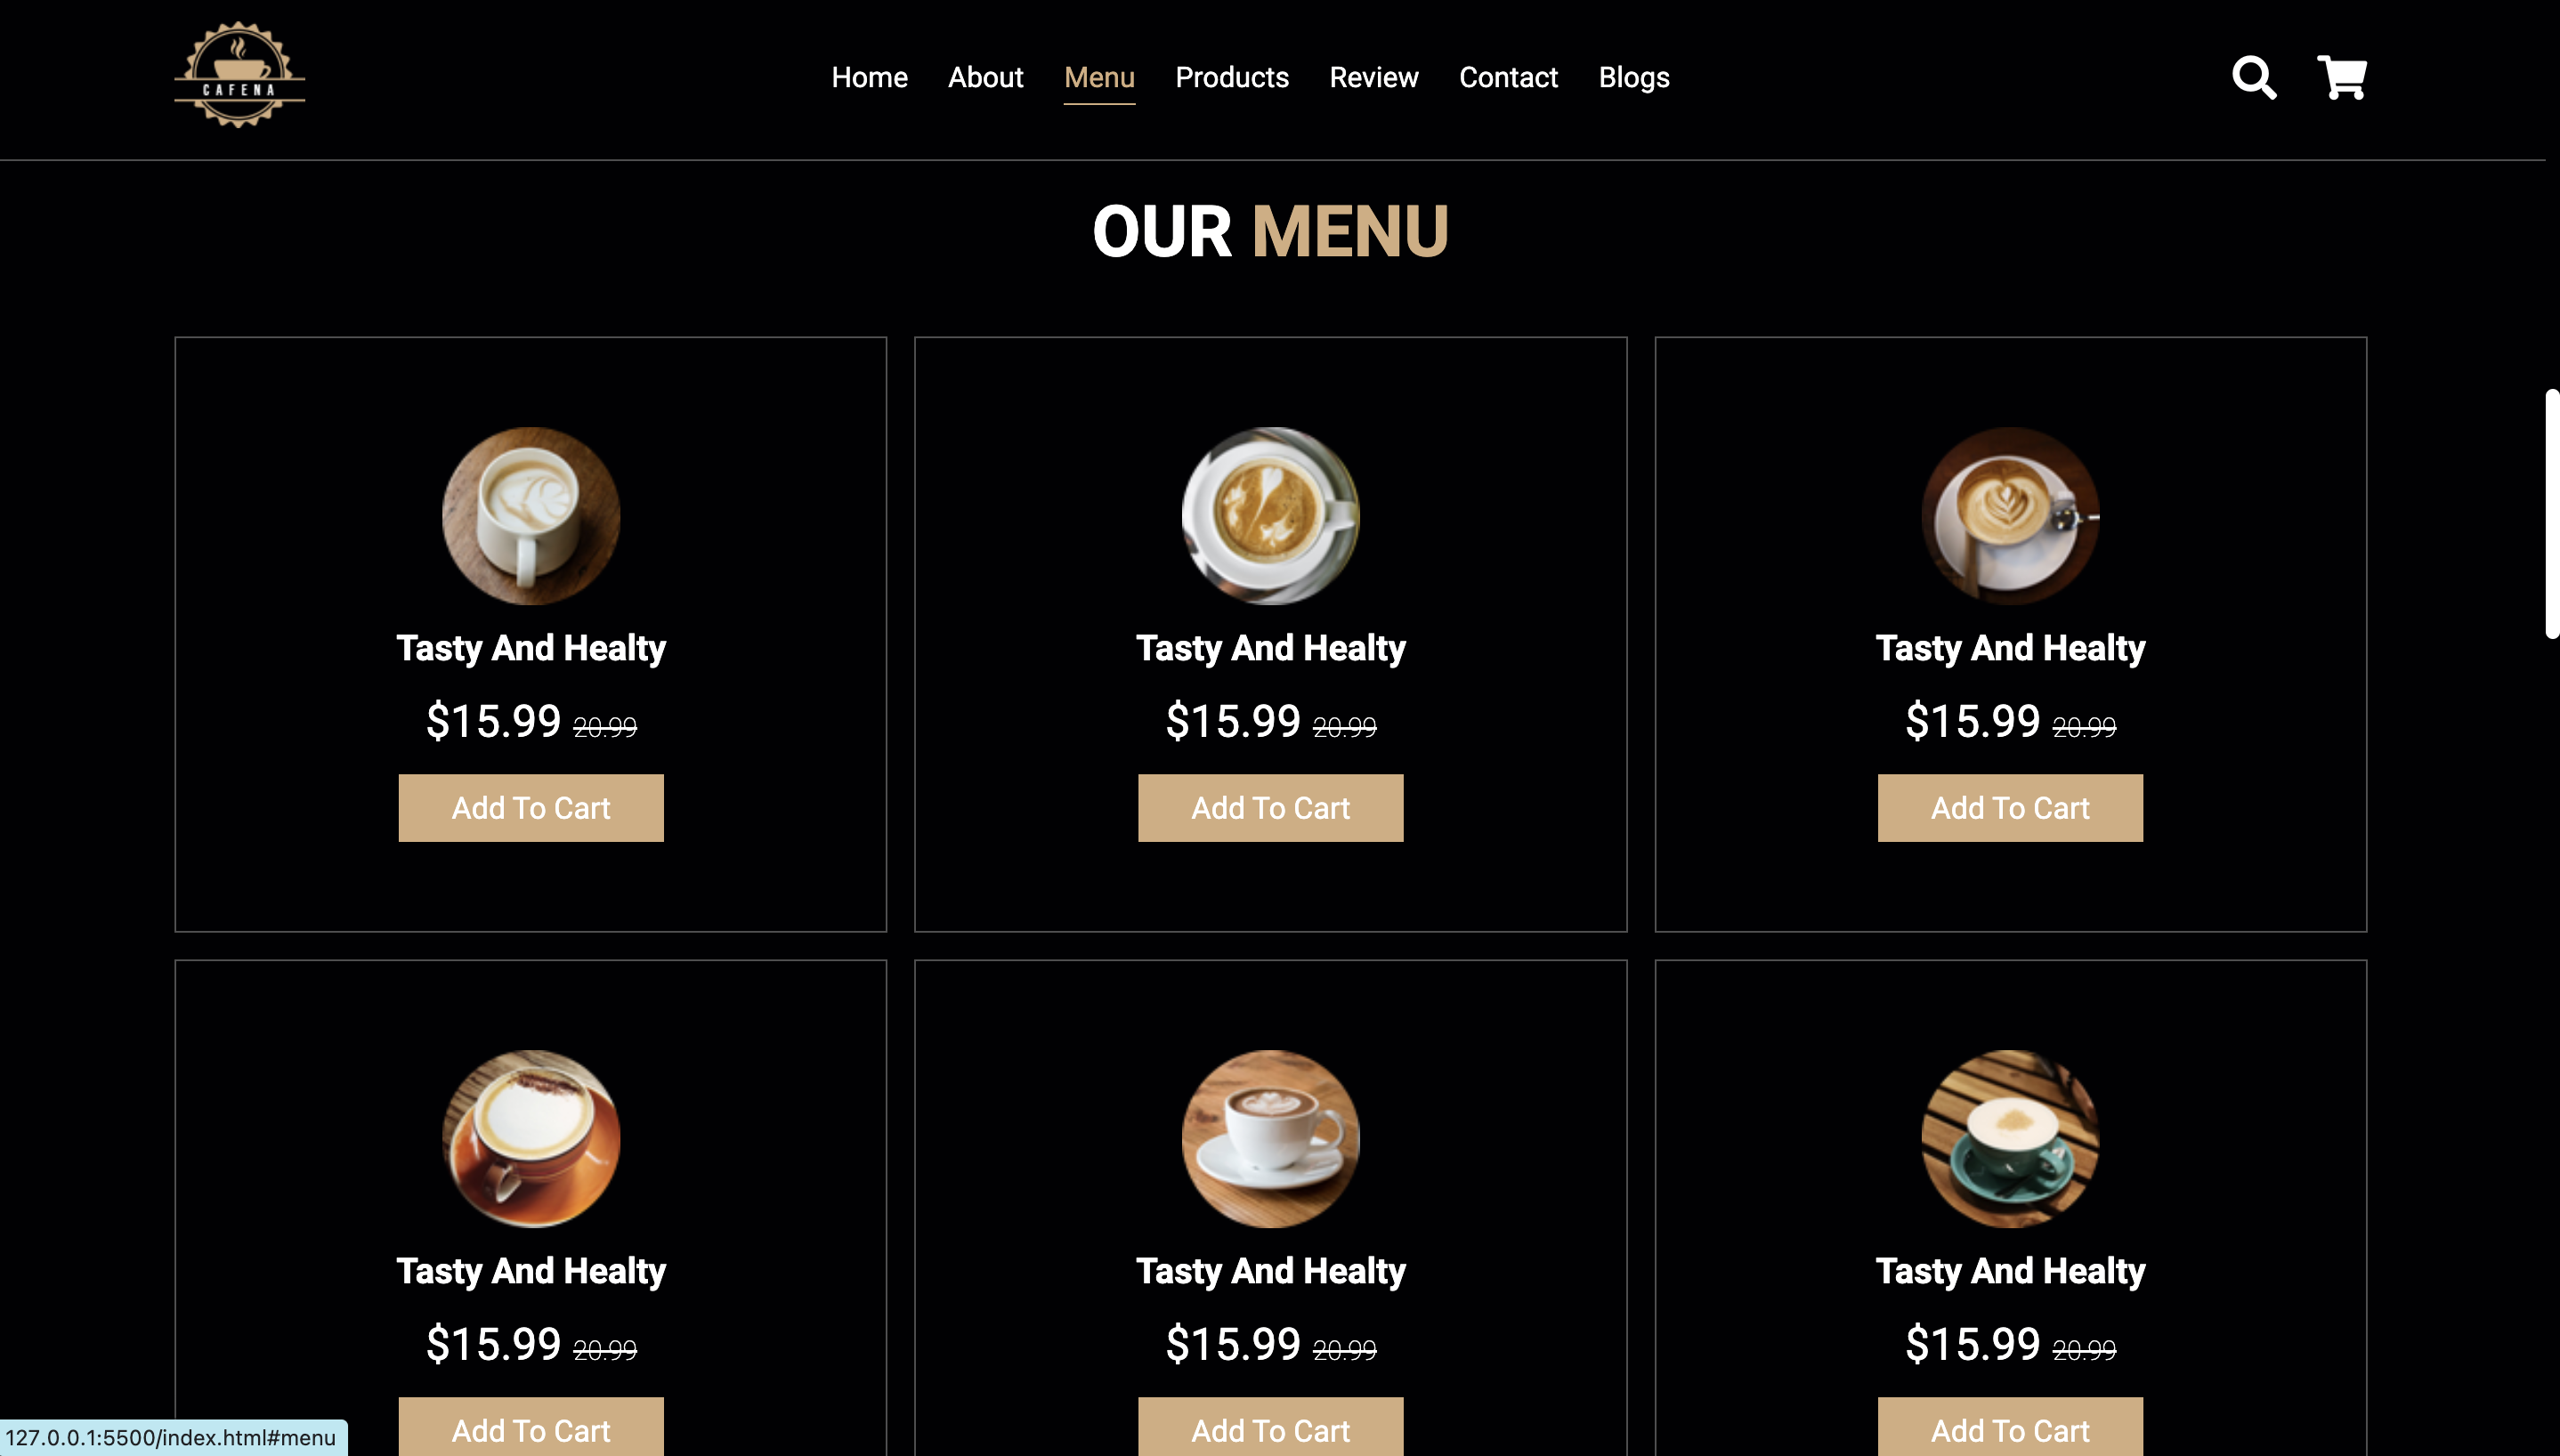 CAFENA
Home About Menu Products Review Contact Blogs
OUR MENU
Tasty And Healty Tasty And Healty Tasty And Healty
$15.99 20.99 $15.99 20.99 $15.99 20.99
Add To Cart Add To Cart Add To Cart
Tasty And Healty Tasty And Healty Tasty And Healty
$15.99 20.99 $15.99 20.99 $15.99 20.99
Add To Cart Add To Cart Add To Cart
127.0.0.1:5500/index.html#menu